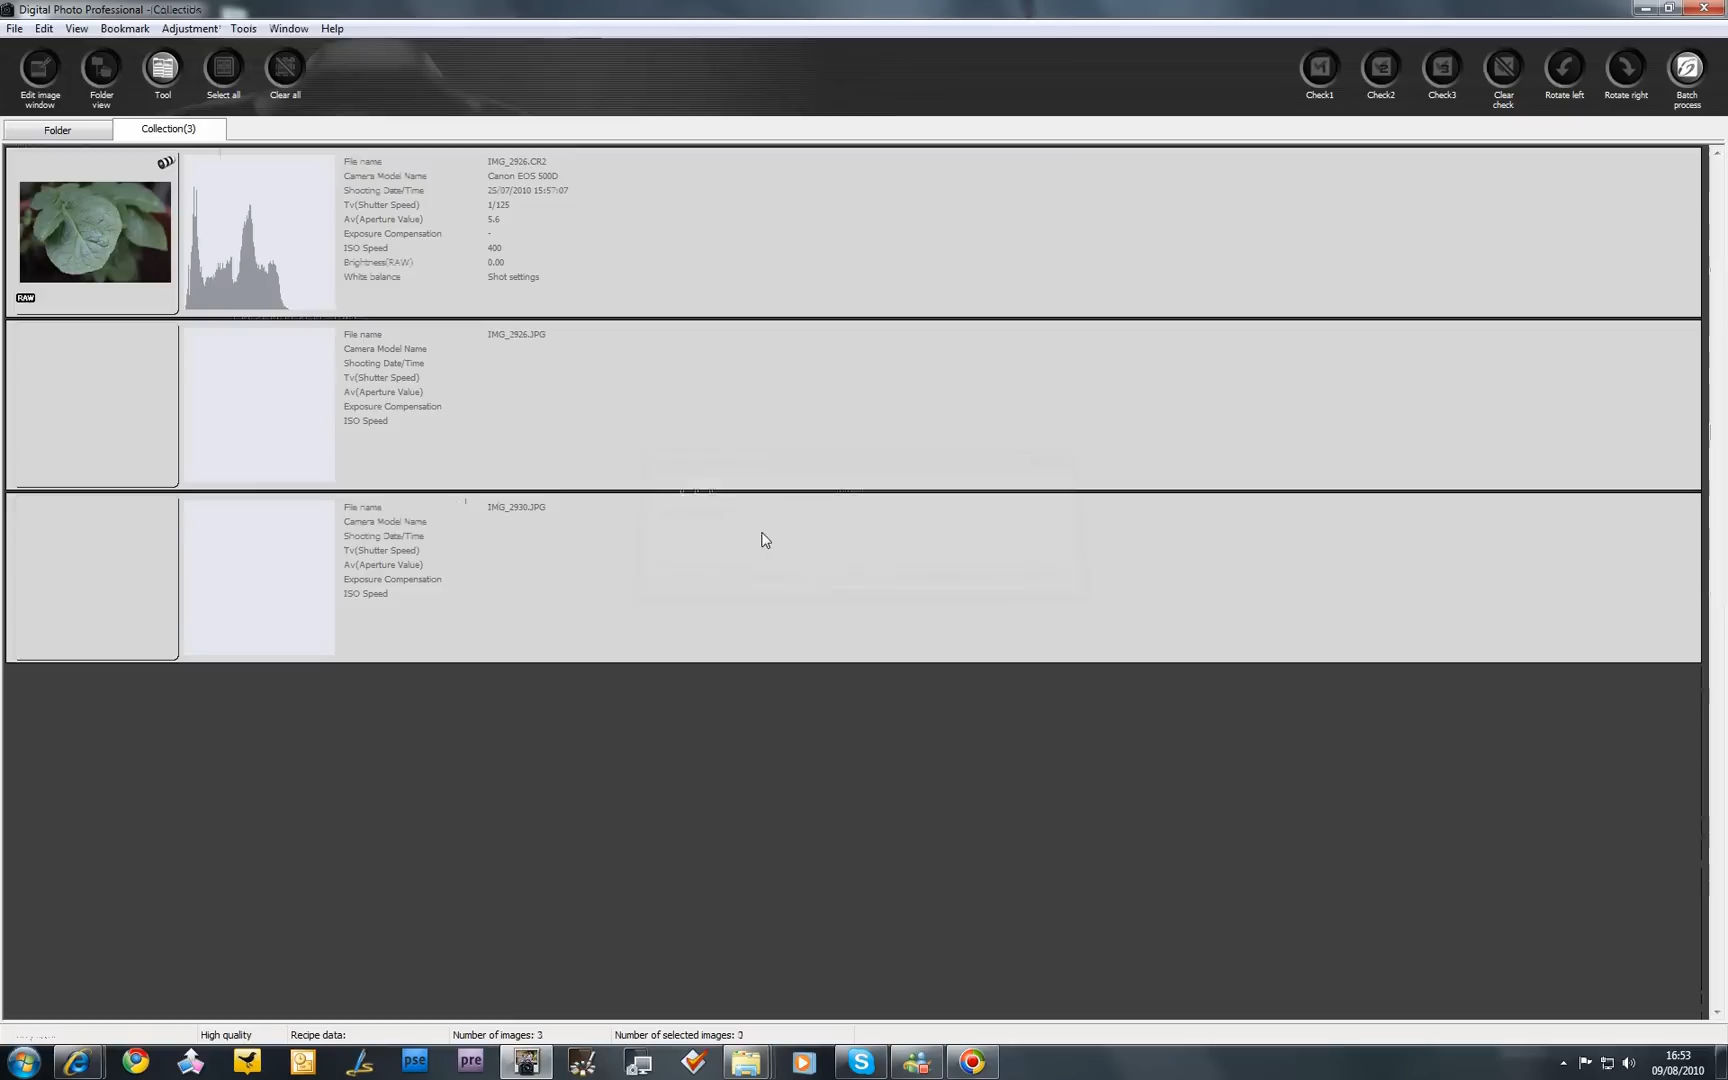 Digital Photo Professional - Collection
File Edit View Bookmark Adjustment Tools Window Help
Edit image window
Folder view
Tool
Select all
Clear all
Check1
Check2
Check3
Clear check
Rotate left
Rotate right
Batch process
Folder
Collection(3)
File name IMG_2926.CR2
Camera Model Name Canon EOS 500D
Shooting Date/Time 25/07/2010 15:57:07
Tv(Shutter Speed) 1/125
Av(Aperture Value) 5.6
Exposure Compensation -
ISO Speed 400
Brightness(RAW) 0.00
White balance Shot settings
RAW
File name IMG_2926.JPG
Camera Model Name
Shooting Date/Time
Tv(Shutter Speed)
Av(Aperture Value)
Exposure Compensation
ISO Speed
File name IMG_2930.JPG
Camera Model Name
Shooting Date/Time
Tv(Shutter Speed)
Av(Aperture Value)
Exposure Compensation
ISO Speed
High quality
Recipe data:
Number of images: 3
Number of selected images: 0
pse
pre
16:53
09/08/2010